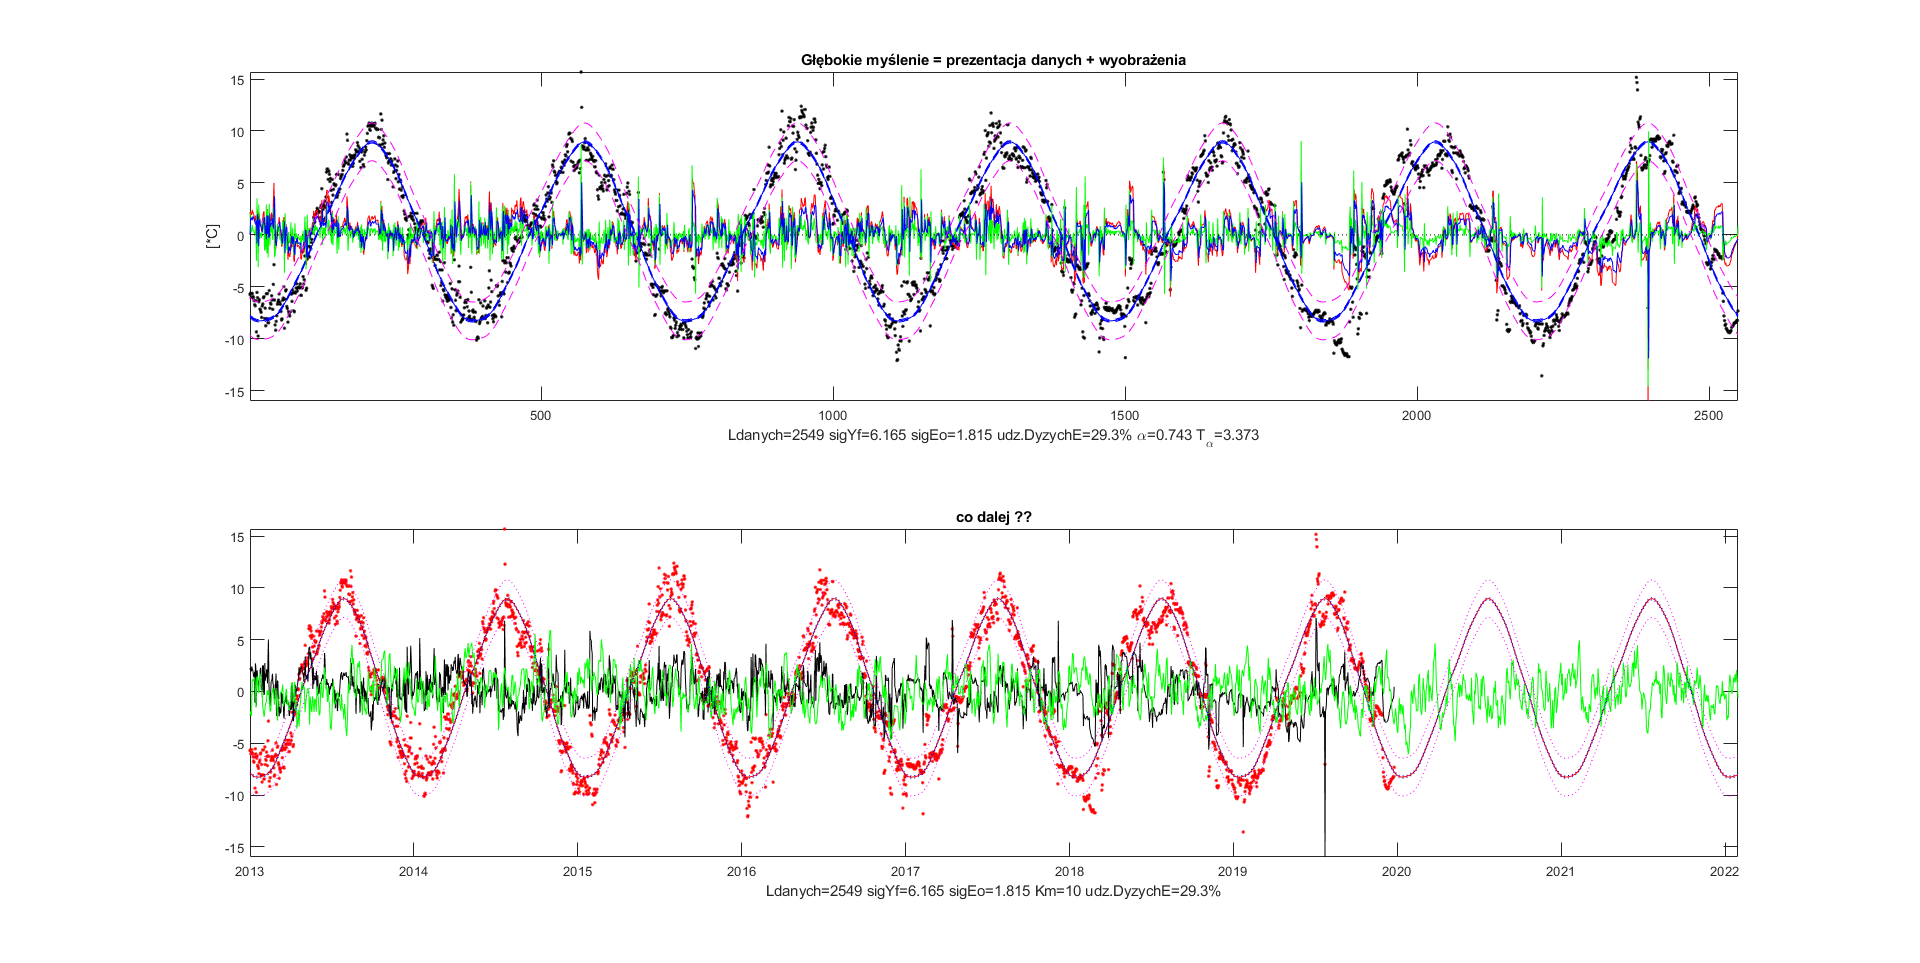 Głębokie myślenie = prezentacja danych + wyobrażenia
15
10
5
0
-5
-10
-15
[*C]
500 1000 1500 2000 2500
Ldanych=2549 sigYf=6.165 sigEo=1.815 udz.DyzychE=29.3% α=0.743 Tα=3.373
co dalej ??
15
10
5
0
-5
-10
-15
2013 2014 2015 2016 2017 2018 2019 2020 2021 2022
Ldanych=2549 sigYf=6.165 sigEo=1.815 Km=10 udz.DyzychE=29.3%